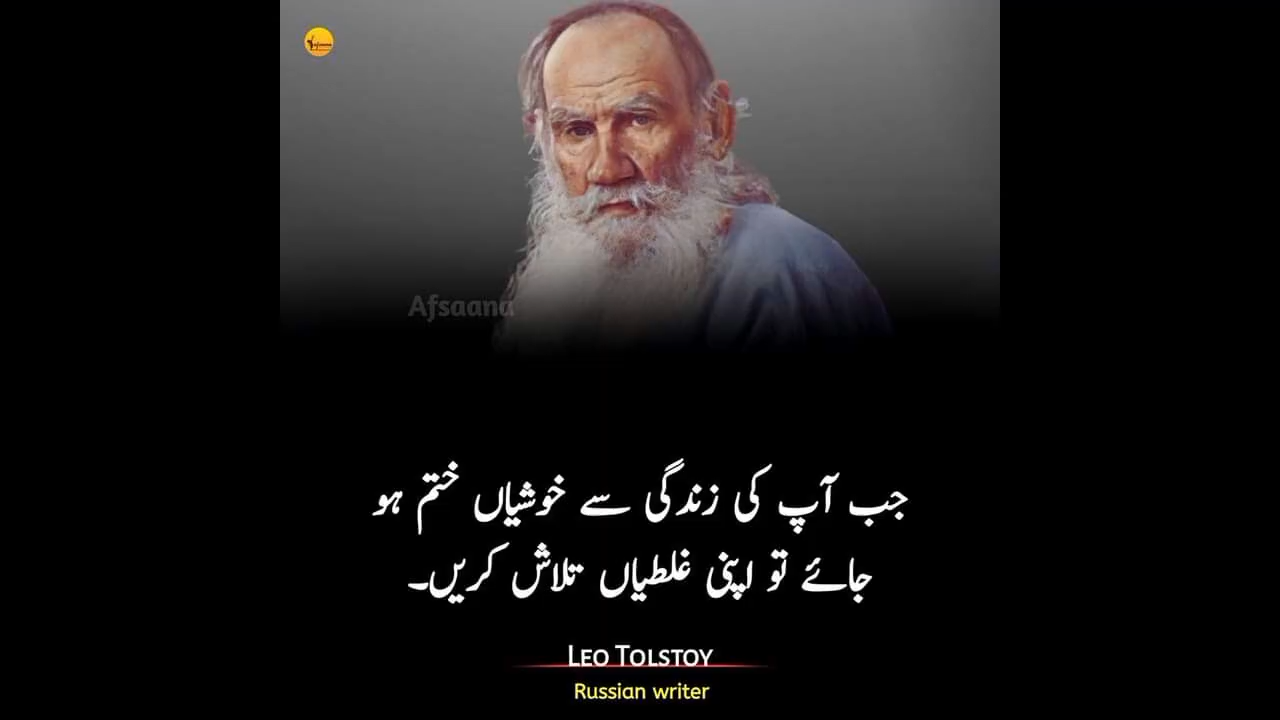 Afsaana
جب آپ کی زندگی سے خوشیاں ختم ہو
جائے تو اپنی غلطیاں تلاش کریں۔
LEO TOLSTOY
Russian writer